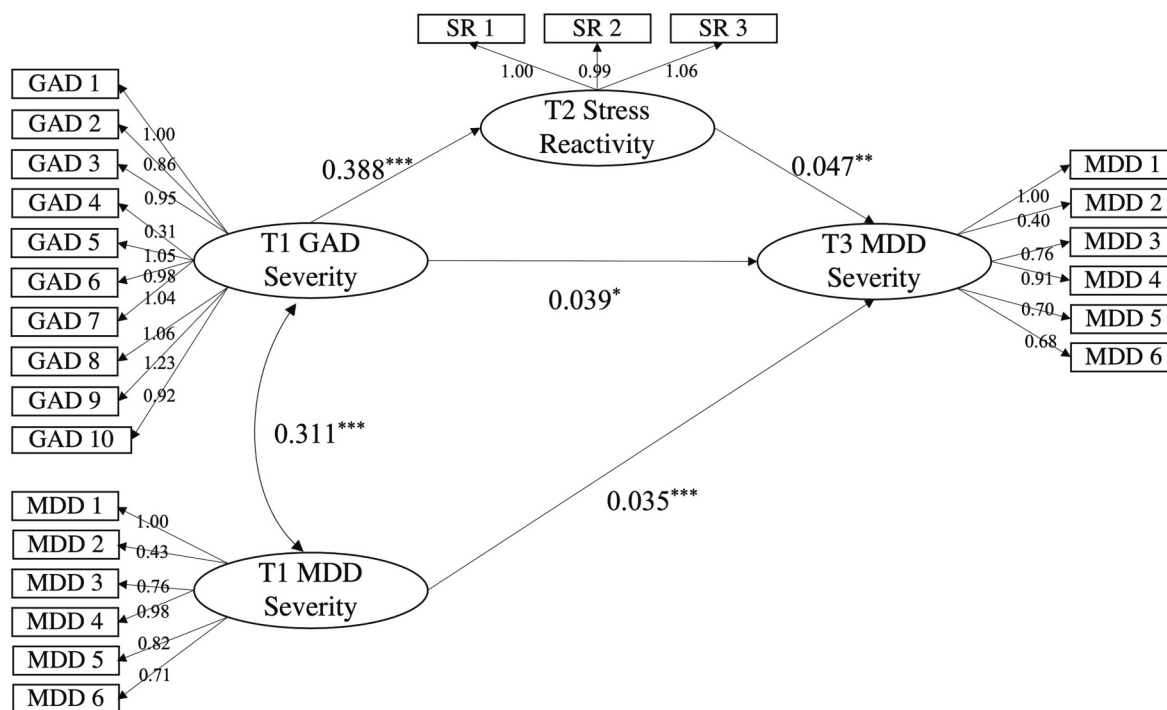 SR 1
SR 2
SR 3
1.00
0.99
1.06
T2 Stress
Reactivity
GAD 1
GAD 2
GAD 3
GAD 4
GAD 5
GAD 6
GAD 7
GAD 8
GAD 9
GAD 10
1.00
0.86
0.95
0.31
1.05
0.98
1.04
1.06
1.23
0.92
T1 GAD
Severity
0.388***
0.047**
0.039*
T3 MDD
Severity
1.00
0.40
0.76
0.91
0.70
0.68
MDD 1
MDD 2
MDD 3
MDD 4
MDD 5
MDD 6
0.311***
0.035***
MDD 1
MDD 2
MDD 3
MDD 4
MDD 5
MDD 6
1.00
0.43
0.76
0.98
0.82
0.71
T1 MDD
Severity